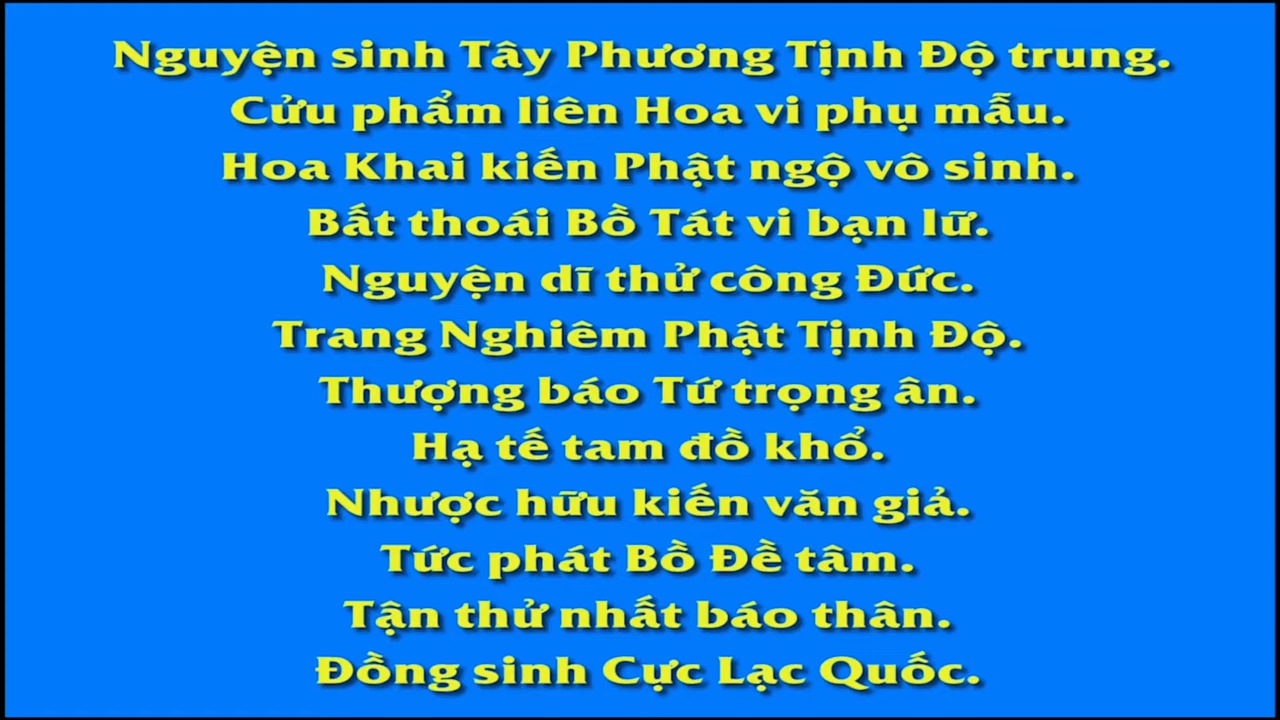 Nguyện sinh Tây Phương Tịnh Độ trung.
Cửu phẩm liên Hoa vi phụ mẫu.
Hoa Khai kiến Phật ngộ vô sinh.
Bất thoái Bồ Tát vi bạn lữ.
Nguyện dĩ thử công Đức.
Trang Nghiêm Phật Tịnh Độ.
Thượng báo Tứ trọng ân.
Hạ tế tam đồ khổ.
Nhược hữu kiến văn giả.
Tức phát Bồ Đề tâm.
Tận thử nhất báo thân.
Đồng sinh Cực Lạc Quốc.